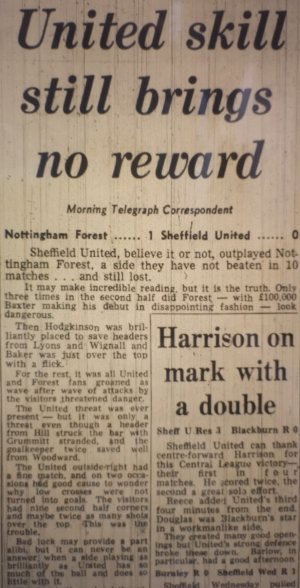 United skill
still brings
no reward
Morning Telegraph Correspondent
Nottingham Forest ...... 1 Sheffield United ...... 0
Sheffield United, believe it or not, outplayed Not-
tingham Forest, a side they have not beaten in 10
matches . . . and still lost.
It may make incredible reading, but it is the truth. Only
three times in the second half did Forest — with £100,000
Baxter making his debut in disappointing fashion — look
dangerous.
Then Hodgkinson was bril-
liantly placed to save headers
from Lyons and Wignall and
Baker was just over the top
with a flick.
For the rest, it was all United
and Forest fans groaned as
wave after wave of attacks by
the visitors threatened danger.
The United threat was ever
present — but it was only a
threat even though a header
from Hill struck the bar with
Grummitt stranded, and the
goalkeeper twice saved well
from Woodward.
The United outside-right had
a fine match, and on two occa-
sions had good cause to wonder
why low crosses were not
turned into goals. The visitors
had nine second half corners
and maybe twice as many shots
over the top. This was the
trouble.
Bad luck may provide a part
alibi, but it can never be an
answer when a side playing as
brilliantly as United has so
much of the ball and does so
little with it.
Harrison on
mark with
a double
Sheff U Res 3 Blackburn R 0
Sheffield United can thank
centre-forward Harrison for
this Central League victory—
their first in four
matches. He scored twice, the
second a great solo effort.
Reece added United's third
four minutes from the end.
Douglas was Blackburn's star
in a workmanlike side.
They created many good open-
ings but United's strong defence
broke these down. Barlow, in
particular, had a good afternoon.
Burnley R 0 Sheffield Wed R 1
Sheffield Wednesday pulled